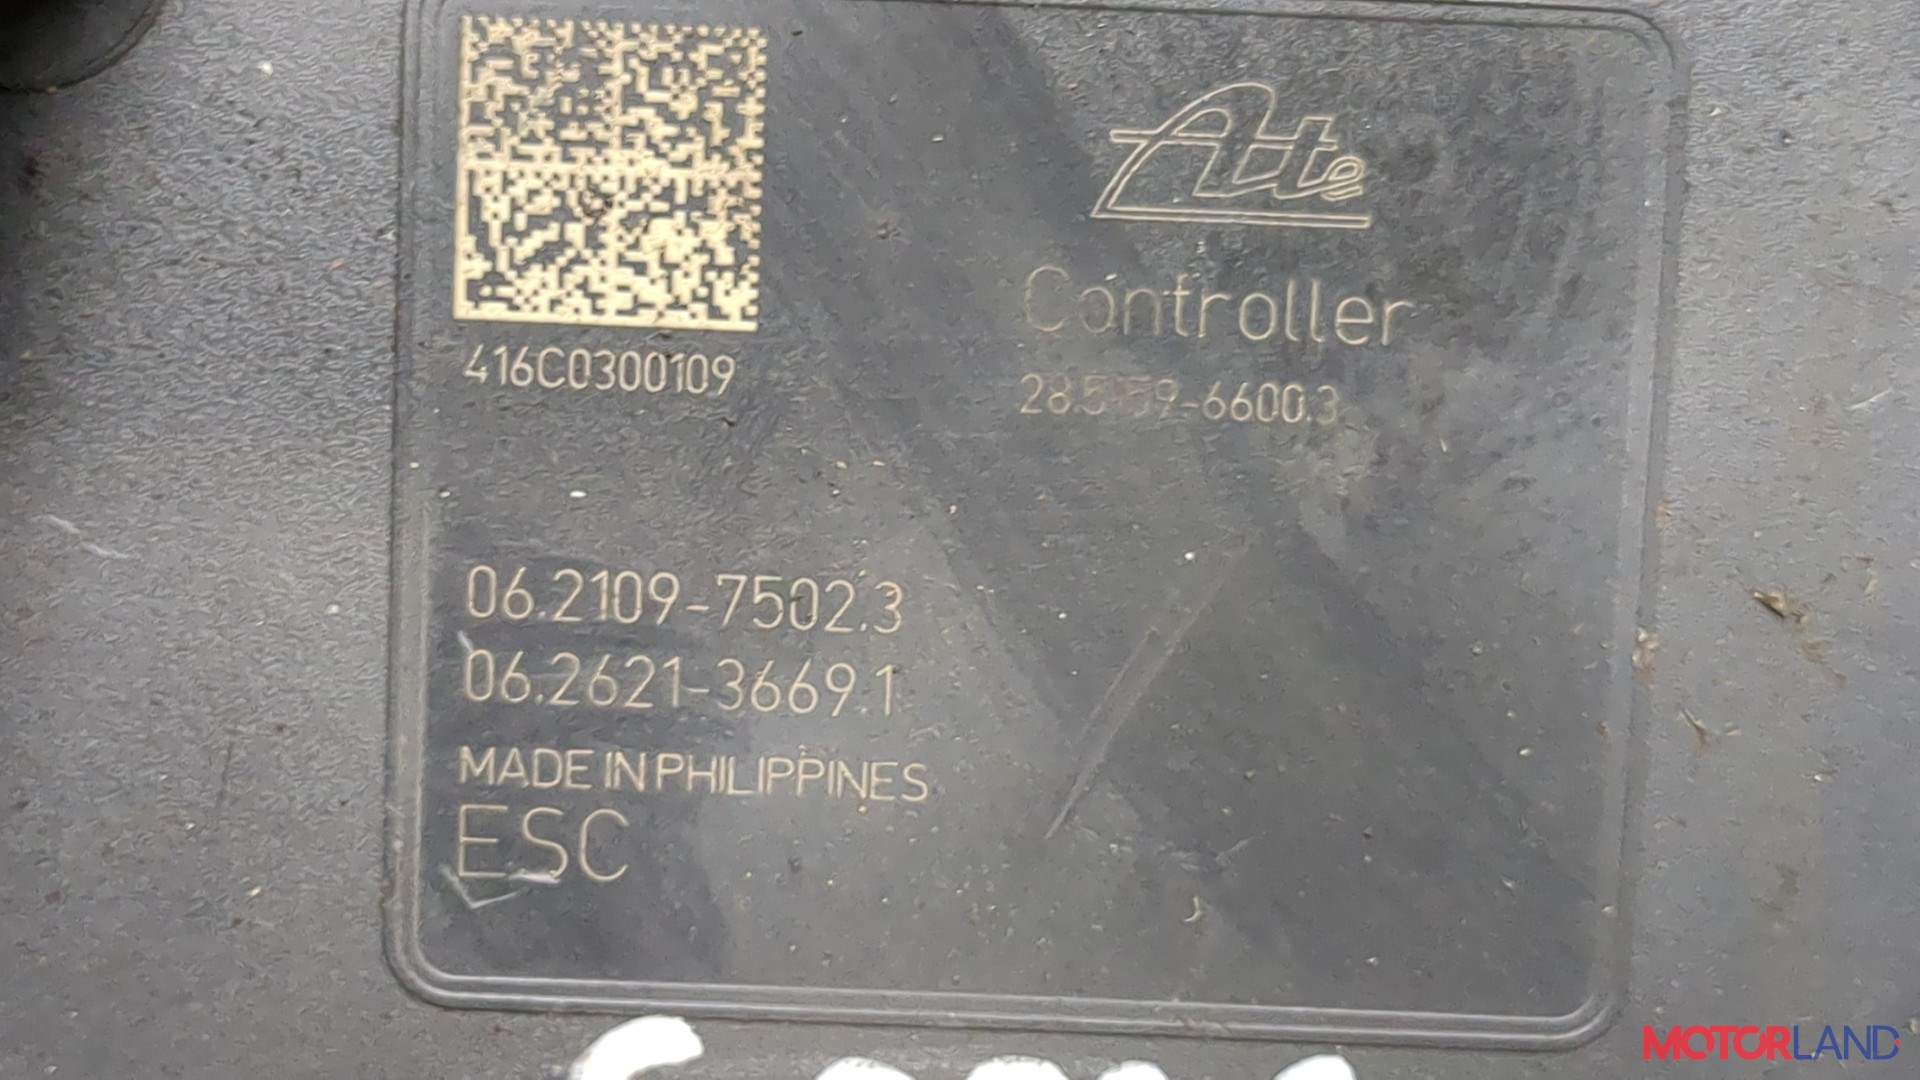 Ate
Controller
416C0300109
06.2109-7502.3
06.2621-3669.1
MADE IN PHILIPPINES
ESC
MOTORLAND